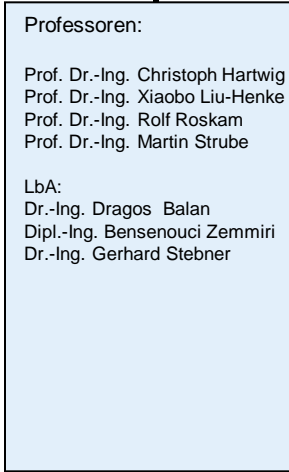 Professoren:
Prof. Dr.-Ing. Christoph Hartwig
Prof. Dr.-Ing. Xiaobo Liu-Henke
Prof. Dr.-Ing. Rolf Roskam
Prof. Dr.-Ing. Martin Strube
LbA:
Dr.-Ing. Dragos Balan
Dipl.-Ing. Bensenouci Zemmiri
Dr.-Ing. Gerhard Stebner